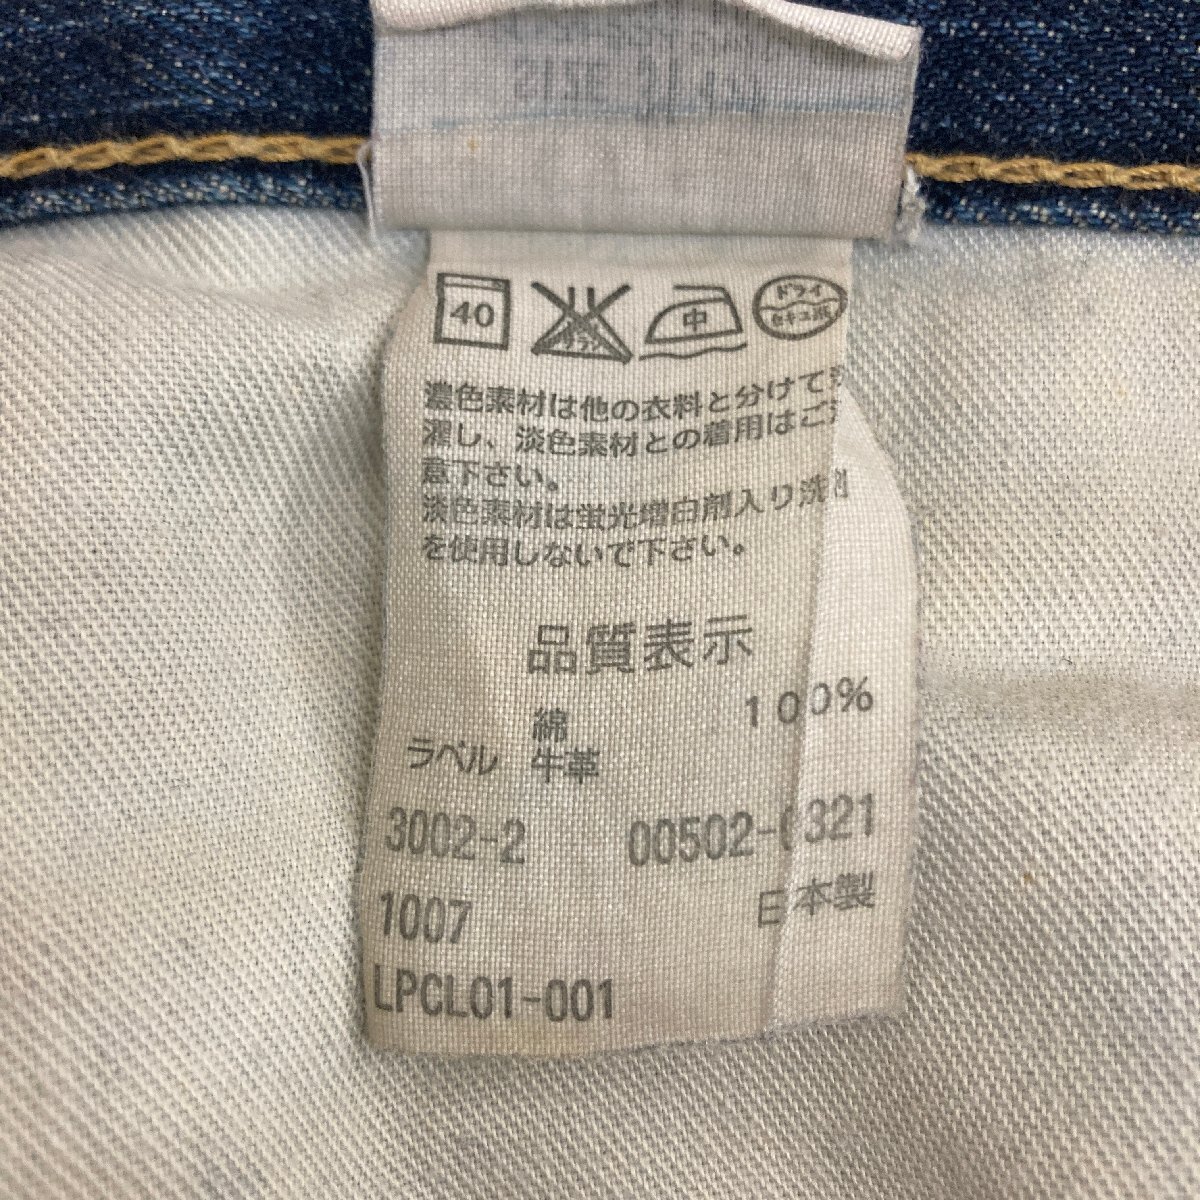 SIZE
40
中
ドライ
セキユ系
濃色素材は他の衣料と分けて
濯し、淡色素材との着用はご
意下さい。
淡色素材は蛍光増白剤入り洗剤
を使用しないで下さい。
品質表示
綿 100%
ラベル 牛革
3002-2 00502-0321
1007 日本製
LPCL01-001